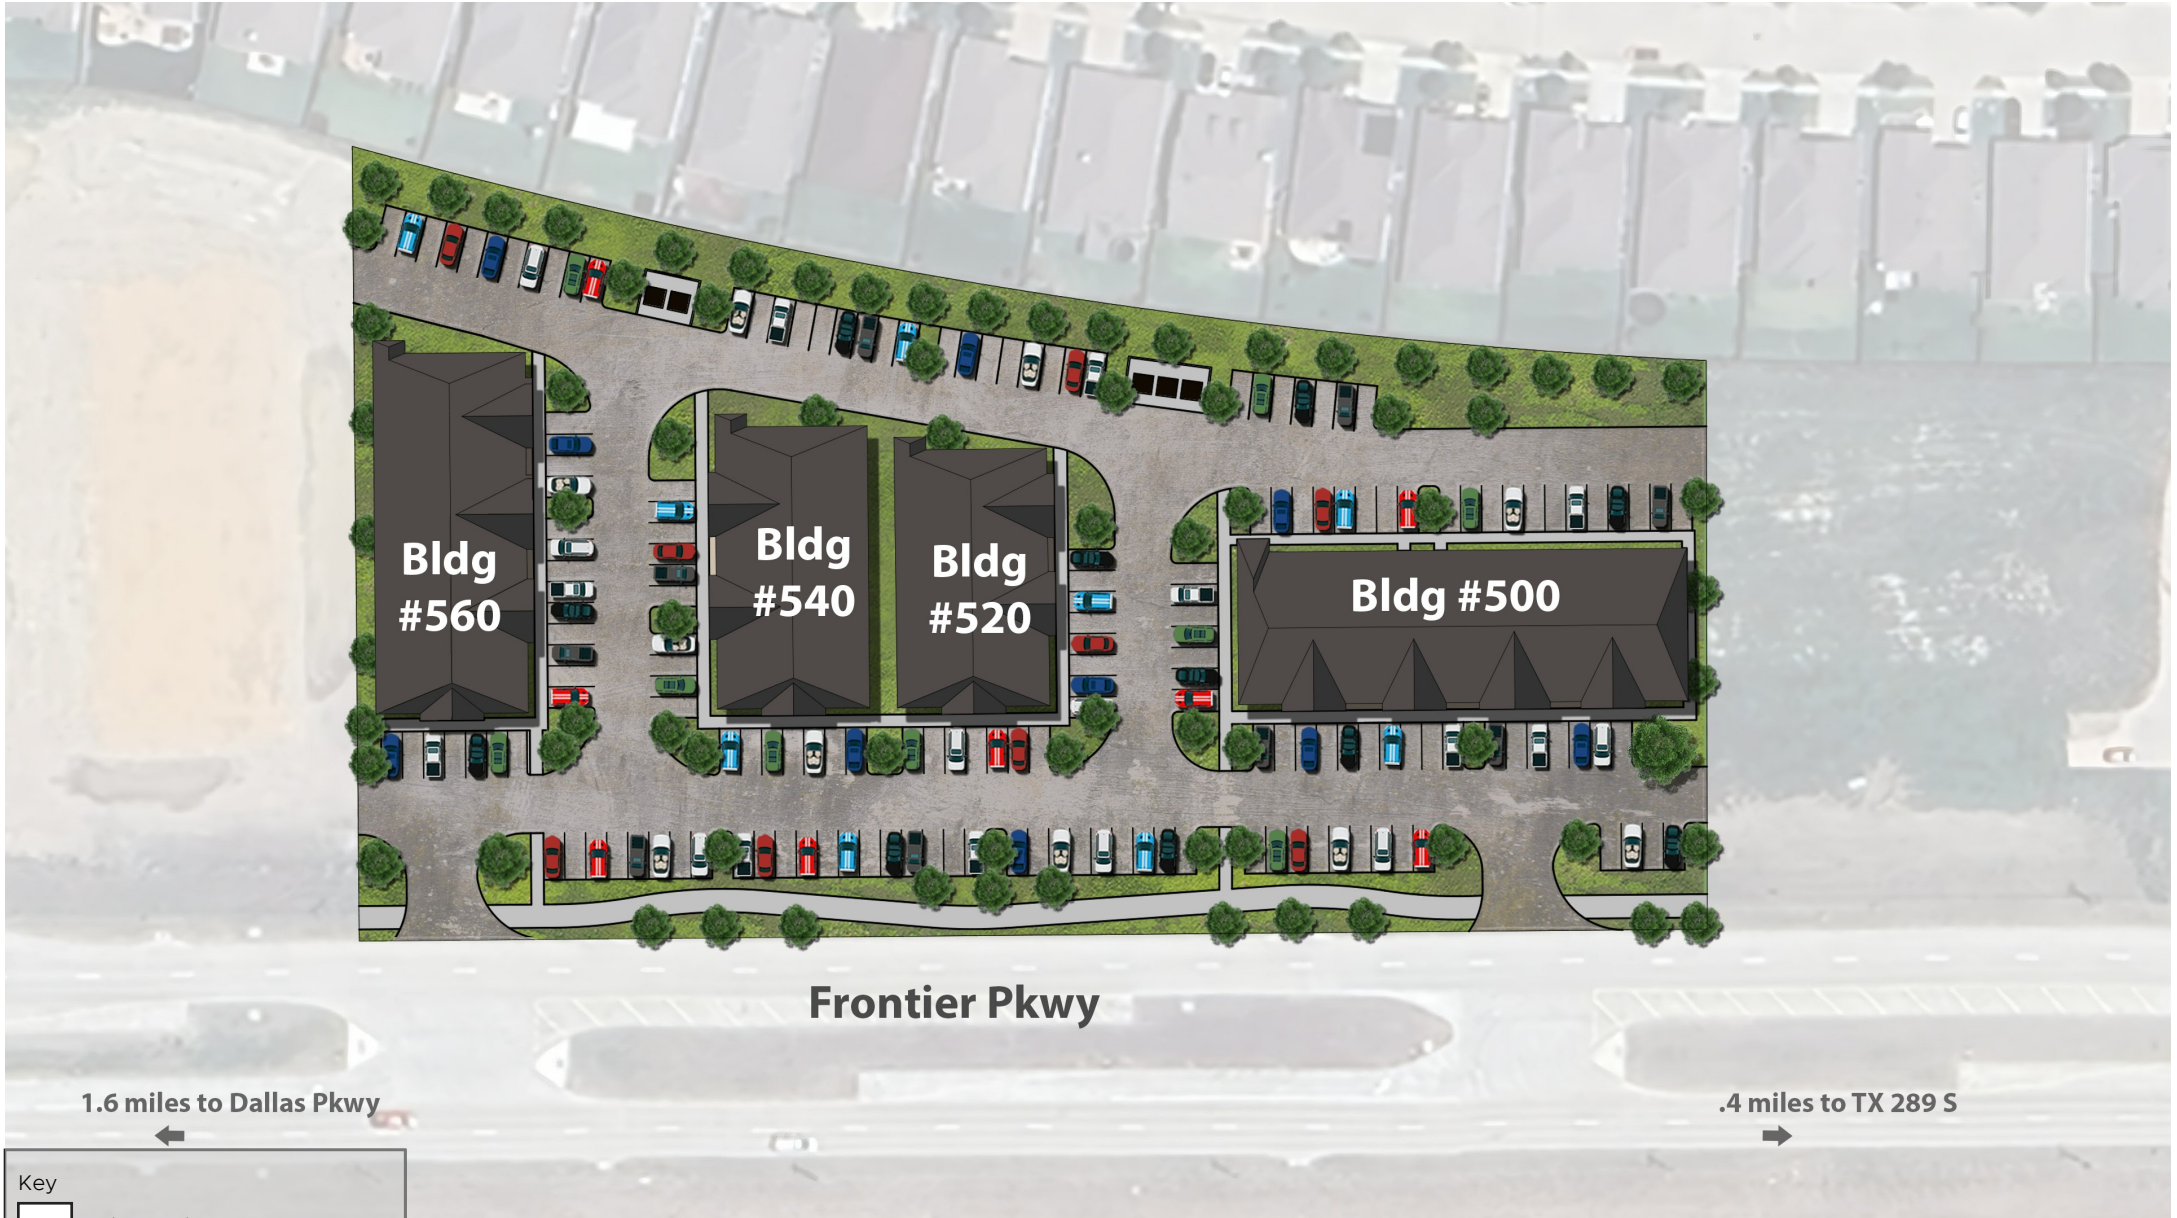 Bldg
#560
Bldg
#540
Bldg
#520
Bldg #500
Frontier Pkwy
1.6 miles to Dallas Pkwy
.4 miles to TX 289 S
Key